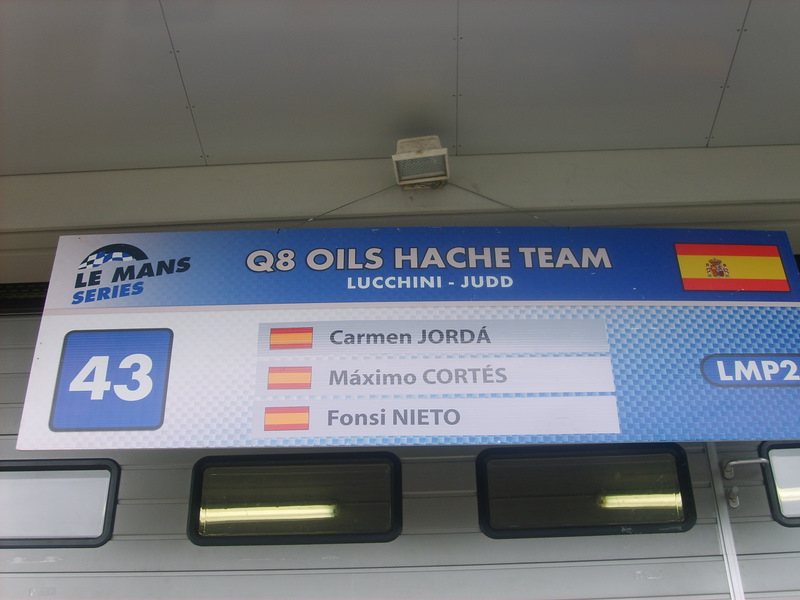 LE MANS
SERIES
Q8 OILS HACHE TEAM
LUCCHINI - JUDD
43
Carmen JORDÁ
Máximo CORTÉS
Fonsi NIETO
LMP2